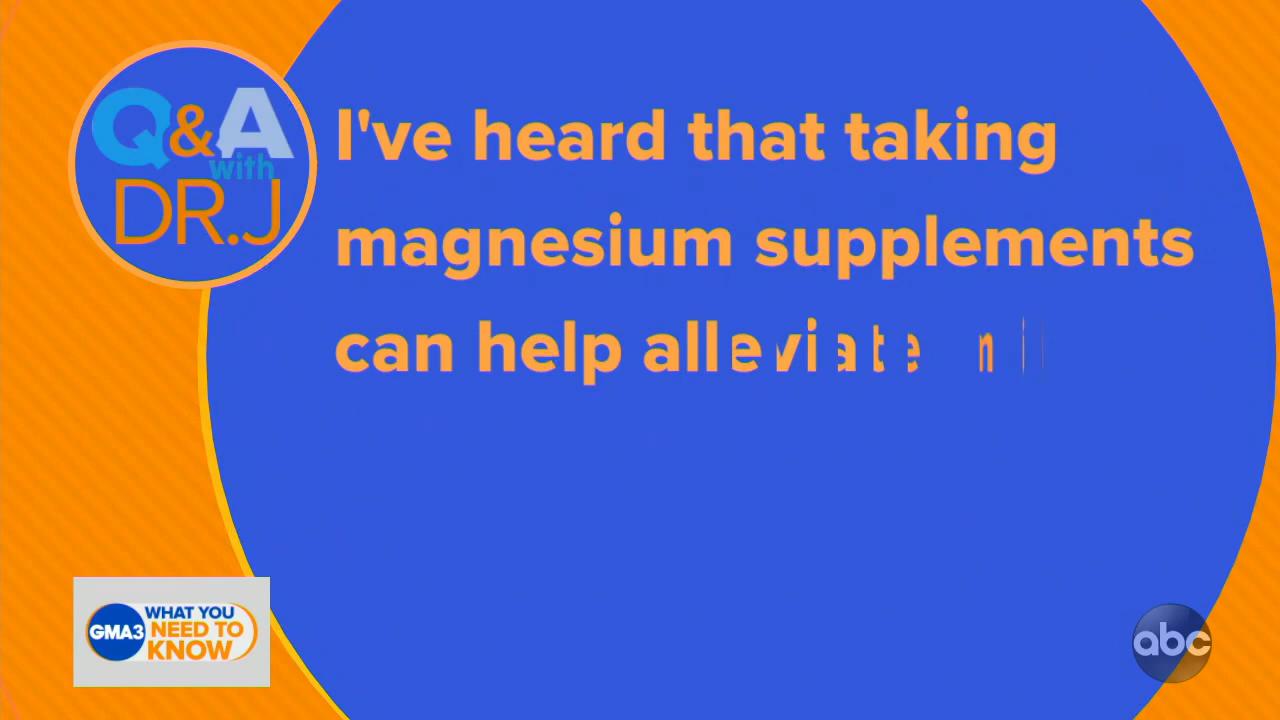 Q&A
with
DR.J
I've heard that taking
magnesium supplements
can help alleviate
GMA3
WHAT YOU
NEED TO
KNOW
abc